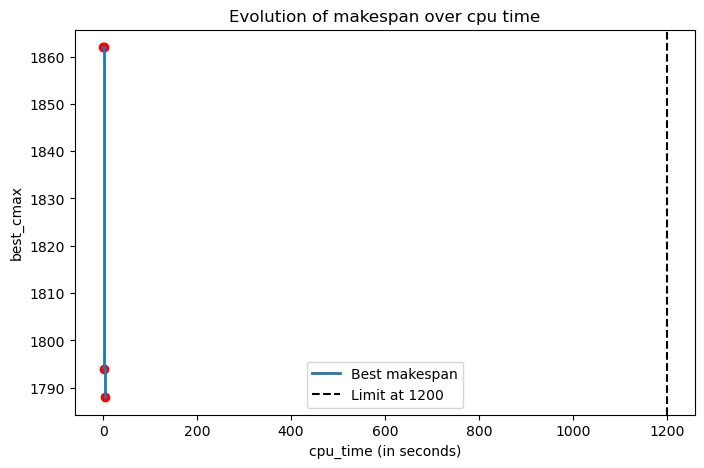 Evolution of makespan over cpu time
best_cmax
1860
1850
1840
1830
1820
1810
1800
1790
Best makespan
Limit at 1200
0 200 400 600 800 1000 1200
cpu_time (in seconds)